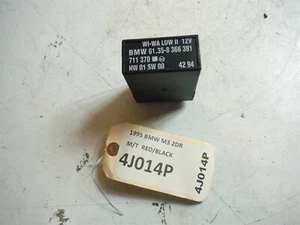 WI-WA LOW II 12V
BMW 61.35-8 366 381
711 370
HW 01 SW 00 42 94
1995 BMW M3 2DR
M/T RED/BLACK
4J014P
4J014P